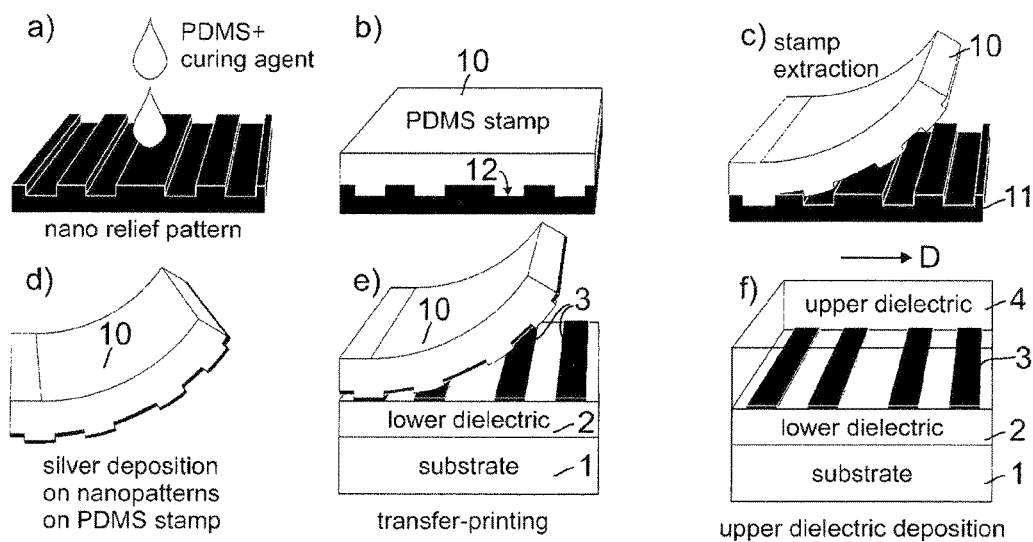 a)
PDMS+
curing agent
nano relief pattern
b)
10
PDMS stamp
12
c)
stamp
extraction
10
11
d)
10
silver deposition
on nanopatterns
on PDMS stamp
e)
10
3
lower dielectric
2
substrate
1
transfer-printing
D
f)
upper dielectric
4
3
lower dielectric
2
substrate
1
upper dielectric deposition